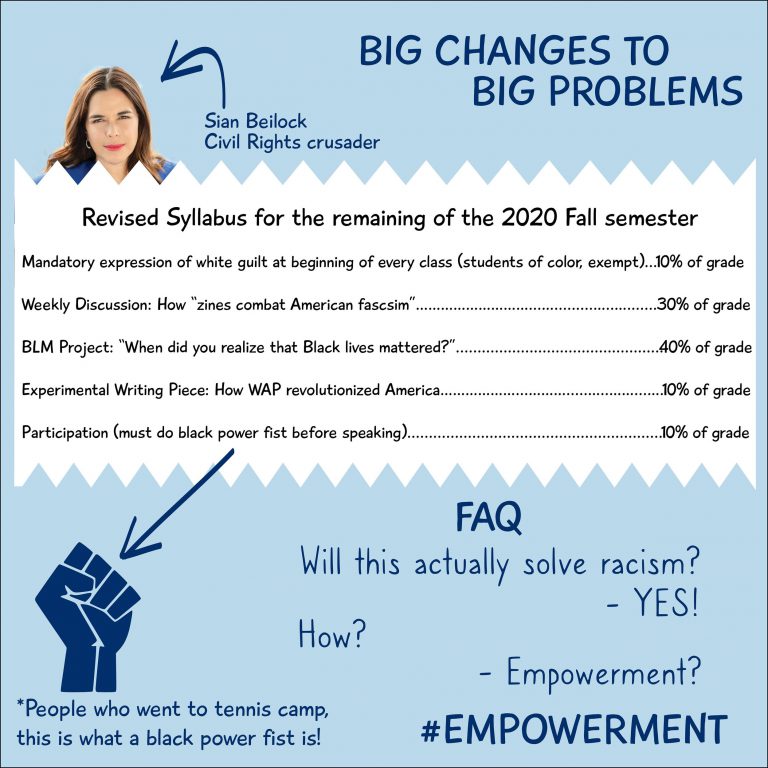 BIG CHANGES TO
BIG PROBLEMS
Sian Beilock
Civil Rights crusader
Revised Syllabus for the remaining of the 2020 Fall semester
Mandatory expression of white guilt at beginning of every class (students of color, exempt)...10% of grade
Weekly Discussion: How “zines combat American fascsim”..........................................................30% of grade
BLM Project: “When did you realize that Black lives mattered?”.................................................40% of grade
Experimental Writing Piece: How WAP revolutionized America.....................................................10% of grade
Participation (must do black power fist before speaking)............................................................10% of grade
FAQ
Will this actually solve racism?
- YES!
How?
- Empowerment?
*People who went to tennis camp,
this is what a black power fist is!
#EMPOWERMENT